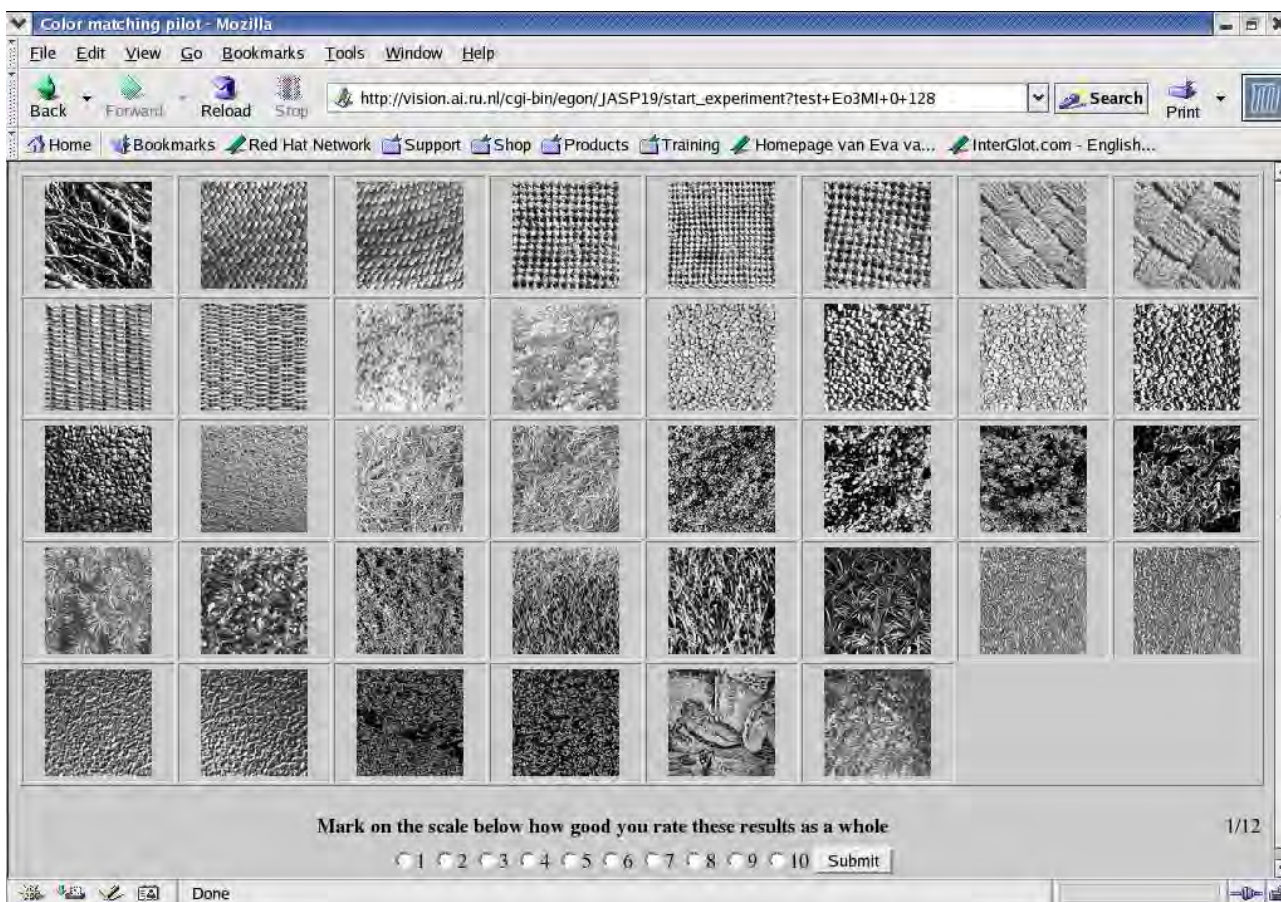 Color matching pilot - Mozilla
File Edit View Go Bookmarks Tools Window Help
Back Forward Reload Stop http://vision.ai.ru.nl/cgi-bin/egon/JASP19/start_experiment?test+Eo3MI+0+128 Search Print
Home Bookmarks Red Hat Network Support Shop Products Training Homepage van Eva va... InterGlot.com - English...
Mark on the scale below how good you rate these results as a whole 1/12
1 2 3 4 5 6 7 8 9 10 Submit
Done